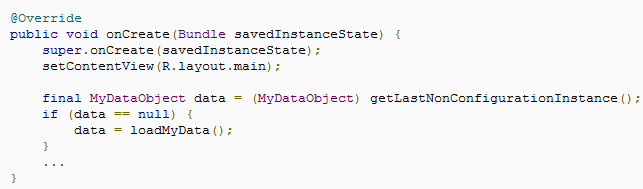 @Override
public void onCreate(Bundle savedInstanceState) {
    super.onCreate(savedInstanceState);
    setContentView(R.layout.main);

    final MyDataObject data = (MyDataObject) getLastNonConfigurationInstance();
    if (data == null) {
        data = loadMyData();
    }
    ...
}